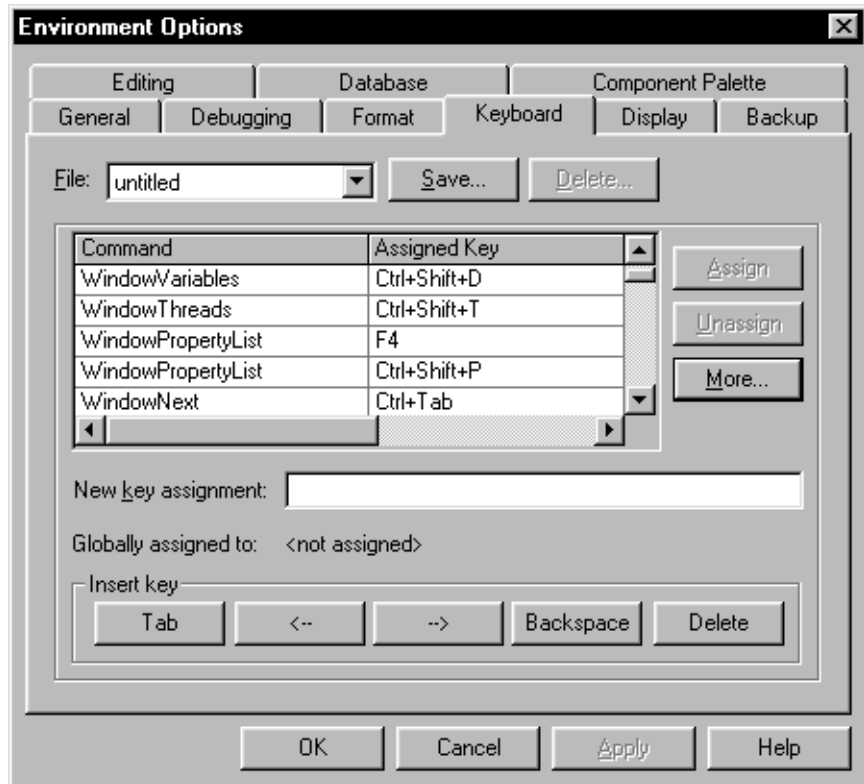 Environment Options
Editing Database Component Palette
General Debugging Format Keyboard Display Backup
File: untitled Save... Delete...
Command Assigned Key
WindowVariables Ctrl+Shift+D
WindowThreads Ctrl+Shift+T
WindowPropertyList F4
WindowPropertyList Ctrl+Shift+P
WindowNext Ctrl+Tab
Assign
Unassign
More...
New key assignment:
Globally assigned to: <not assigned>
Insert key
Tab <-- --> Backspace Delete
OK Cancel Apply Help